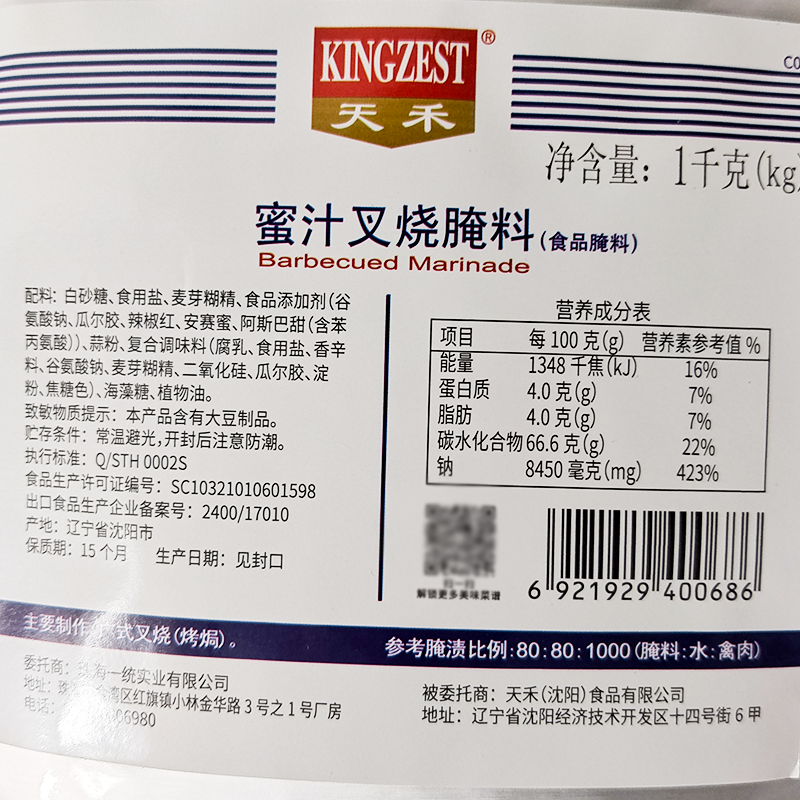 KINGZEST®
天禾
CO
净含量：1千克(kg)
蜜汁叉烧腌料(食品腌料)
Barbecued Marinade
配料：白砂糖、食用盐、麦芽糊精、食品添加剂（谷
氨酸钠、瓜尔胶、辣椒红、安赛蜜、阿斯巴甜（含苯
丙氨酸））、蒜粉、复合调味料（腐乳、食用盐、香辛
料、谷氨酸钠、麦芽糊精、二氧化硅、瓜尔胶、淀
粉、焦糖色）、海藻糖、植物油。
致敏物质提示：本产品含有大豆制品。
贮存条件：常温避光,开封后注意防潮。
执行标准：Q/STH 0002S
食品生产许可证编号：SC10321010601598
出口食品生产企业备案号：2400/17010
产地：辽宁省沈阳市
保质期：15个月 生产日期：见封口
营养成分表
项目 每100克(g) 营养素参考值%
能量 1348千焦(kJ) 16%
蛋白质 4.0克(g) 7%
脂肪 4.0克(g) 7%
碳水化合物 66.6克(g) 22%
钠 8450毫克(mg) 423%
扫一扫
解锁更多美味菜谱
6 921929 400686
主要制作 式叉烧(烤焗)。
参考腌渍比例:80:80:1000(腌料:水:禽肉)
委托商：珠海一统实业有限公司
地址：珠 湾区红旗镇小林金华路3号之1号厂房
电话： 06980
被委托商：天禾(沈阳)食品有限公司
地址：辽宁省沈阳经济技术开发区十四号街6甲